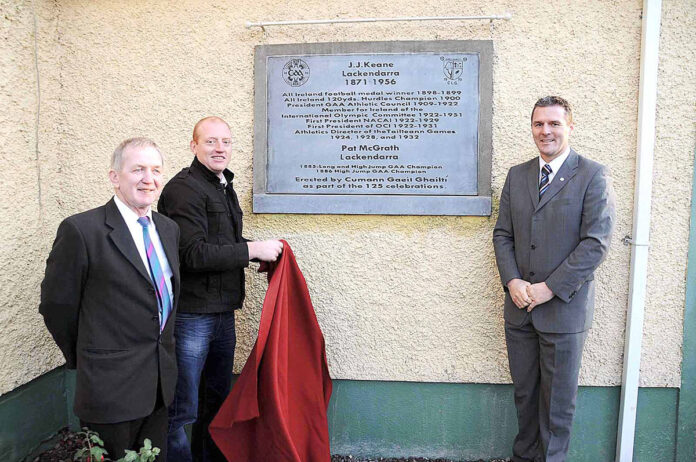 J.J.Keane
Lackendarra
1871-1956
All Ireland football medal winner 1898-1899
All Ireland 120yds. Hurdles Champion 1900
President GAA Athletic Council 1909-1922
Member for Ireland of the
International Olympic Committee 1922-1951
First President NACAI 1922-1929
First President of OCI 1922-1931
Athletics Director of theTailteann Games
1924, 1928, and 1932
Pat McGrath
Lackendarra
1885-Long and High Jump GAA Champion
1886 High Jump GAA Champion
Erected by Cumann Gaeil Ghailtí
as part of the 125 celebrations.
GAA
C.L.G.